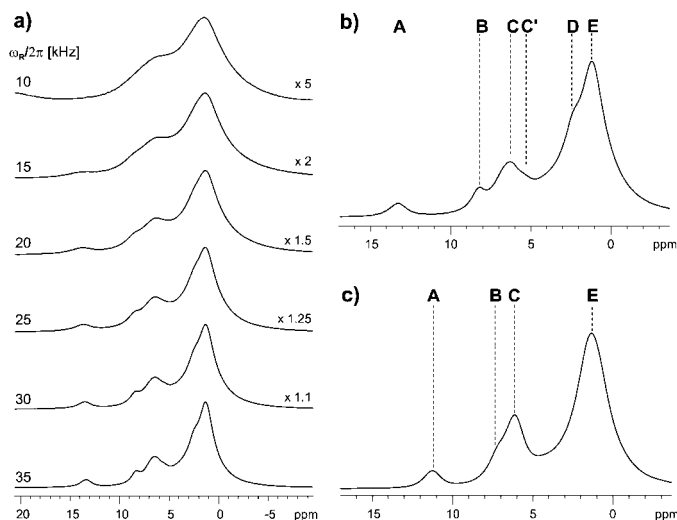 a)
ωR/2π [kHz]
10
x 5
15
x 2
20
x 1.5
25
x 1.25
30
x 1.1
35
20 15 10 5 0 -5 ppm
b)
A B C C' D E
15 10 5 0 ppm
c)
A B C E
15 10 5 0 ppm